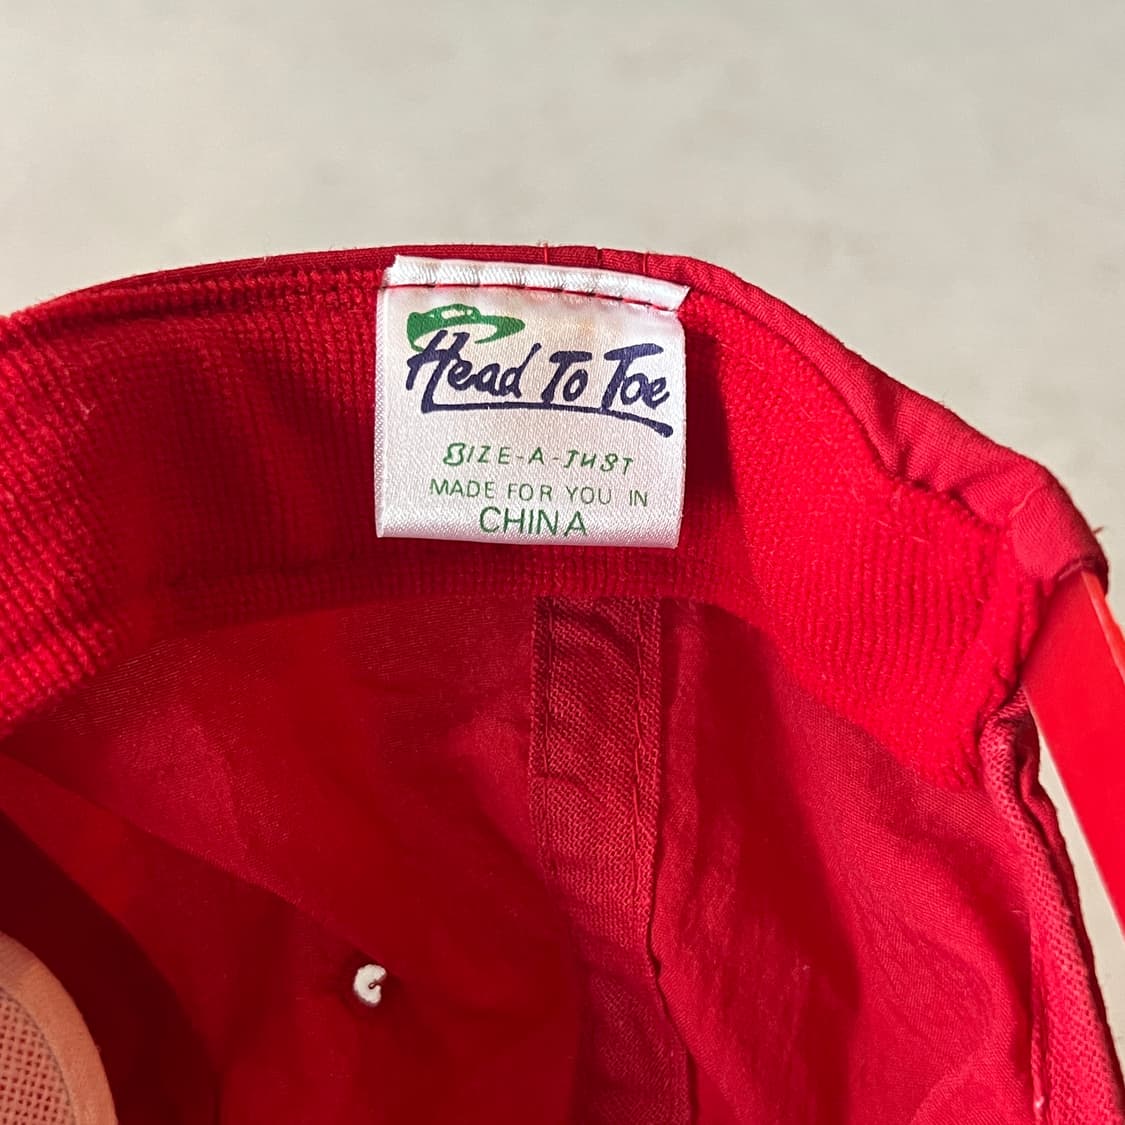 Head To Toe
SIZE-A-JUST
MADE FOR YOU IN
CHINA